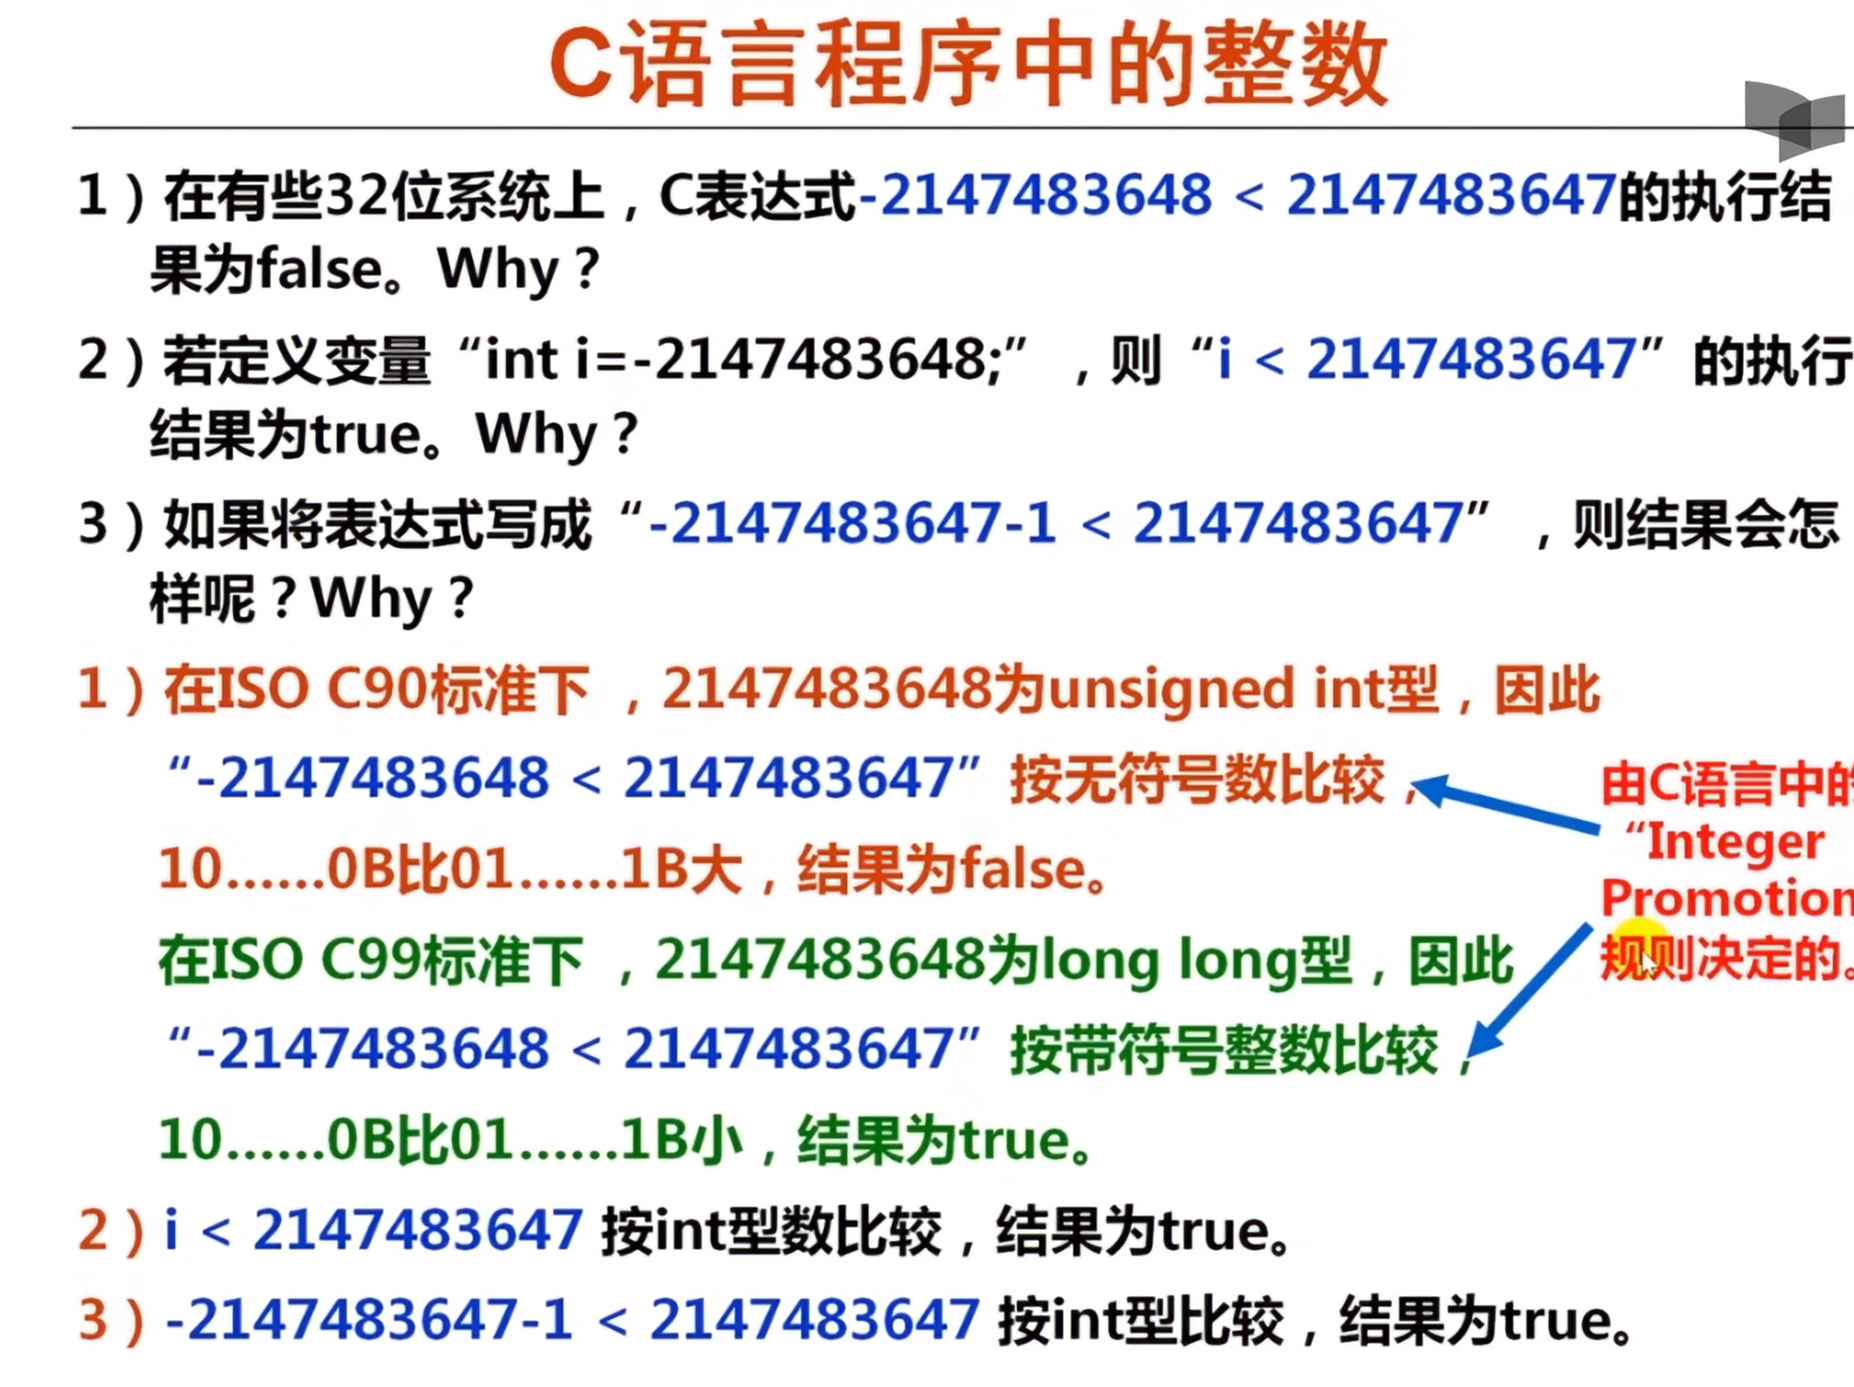 C语言程序中的整数
1）在有些32位系统上，C表达式-2147483648 < 2147483647的执行结
果为false。Why？
2）若定义变量“int i=-2147483648;”，则“i < 2147483647”的执行
结果为true。Why？
3）如果将表达式写成“-2147483647-1 < 2147483647”，则结果会怎
样呢？Why？
1）在ISO C90标准下，2147483648为unsigned int型，因此
“-2147483648 < 2147483647”按无符号数比较，
10......0B比01......1B大，结果为false。
在ISO C99标准下，2147483648为long long型，因此
“-2147483648 < 2147483647”按带符号整数比较，
10......0B比01......1B小，结果为true。
由C语言中的
“Integer
Promotion
规则决定的。
2）i < 2147483647 按int型数比较，结果为true。
3）-2147483647-1 < 2147483647 按int型比较，结果为true。